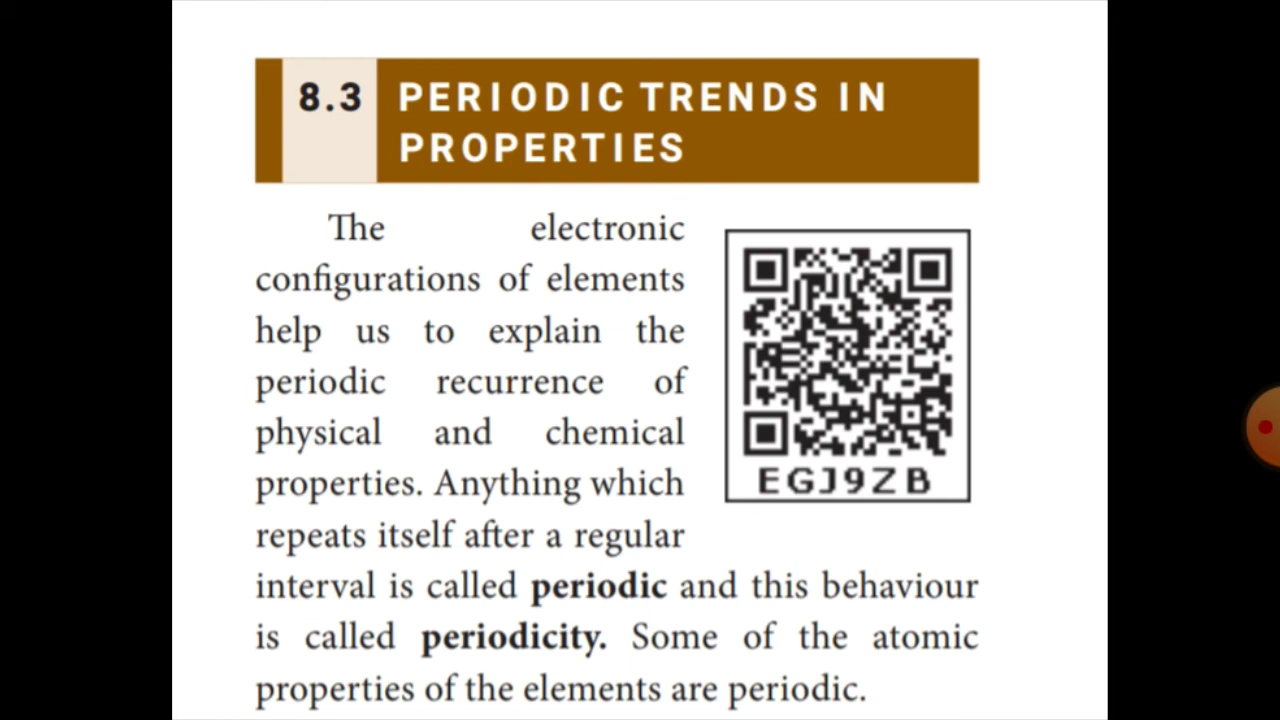 8.3 PERIODIC TRENDS IN
PROPERTIES
The electronic
configurations of elements
help us to explain the
periodic recurrence of
physical and chemical
properties. Anything which
repeats itself after a regular
interval is called periodic and this behaviour
is called periodicity. Some of the atomic
properties of the elements are periodic.
EGJ9ZB